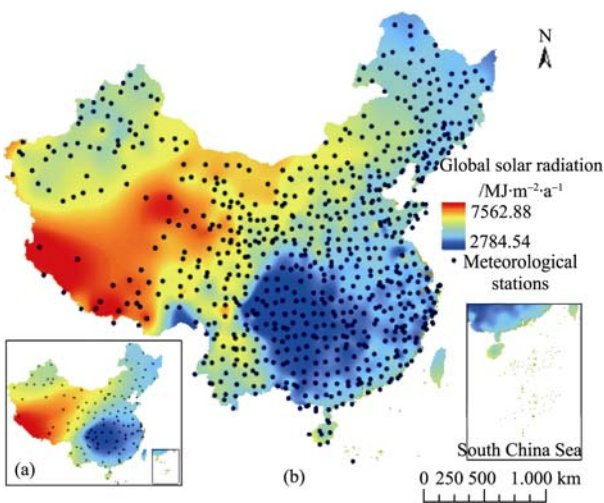 N
Global solar radiation
/MJ·m⁻²·a⁻¹
7562.88
2784.54
Meteorological
stations
South China Sea
(a)
(b)
0 250 500 1.000 km